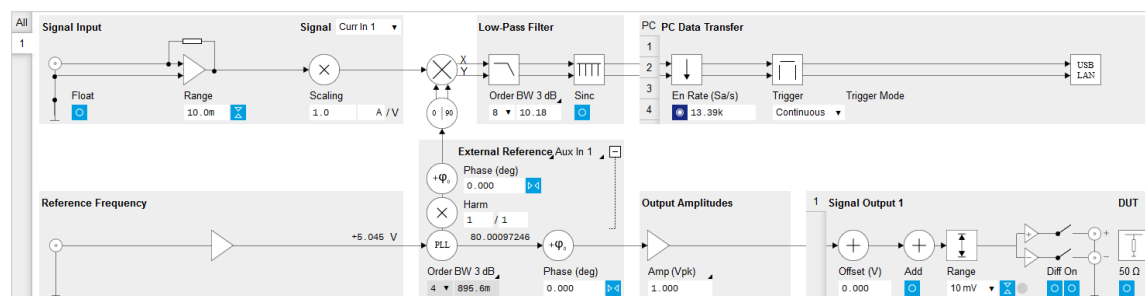 All
1
Signal Input
Signal Curr In 1
Float
Range
10.0m
Scaling
1.0 A / V
X
Y
0 | 90
Low-Pass Filter
Order BW 3 dB
8 10.18
Sinc
PC PC Data Transfer
1
2
3
4
En Rate (Sa/s)
13.39k
Trigger
Continuous
Trigger Mode
USB
LAN
External Reference Aux In 1
+φ₀
Phase (deg)
0.000
Harm
1 / 1
Reference Frequency
+5.045 V
PLL
80.00097246
Order BW 3 dB
4 895.6m
+φ₀
Phase (deg)
0.000
Output Amplitudes
Amp (Vpk)
1.000
1 Signal Output 1
Offset (V)
0.000
Add
Range
10 mV
+
−
Diff On
DUT
50 Ω